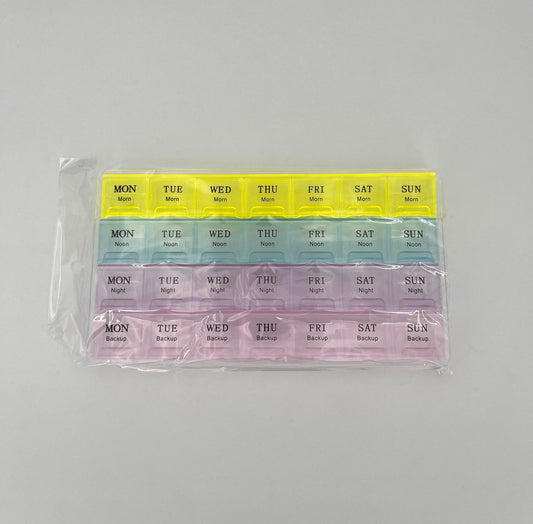 MON TUE WED THU FRI SAT SUN
Morn Morn Morn Morn Morn Morn Morn
MON TUE WED THU FRI SAT SUN
Noon Noon Noon Noon Noon Noon Noon
MON TUE WED THU FRI SAT SUN
Night Night Night Night Night Night Night
MON TUE WED THU FRI SAT SUN
Backup Backup Backup Backup Backup Backup Backup